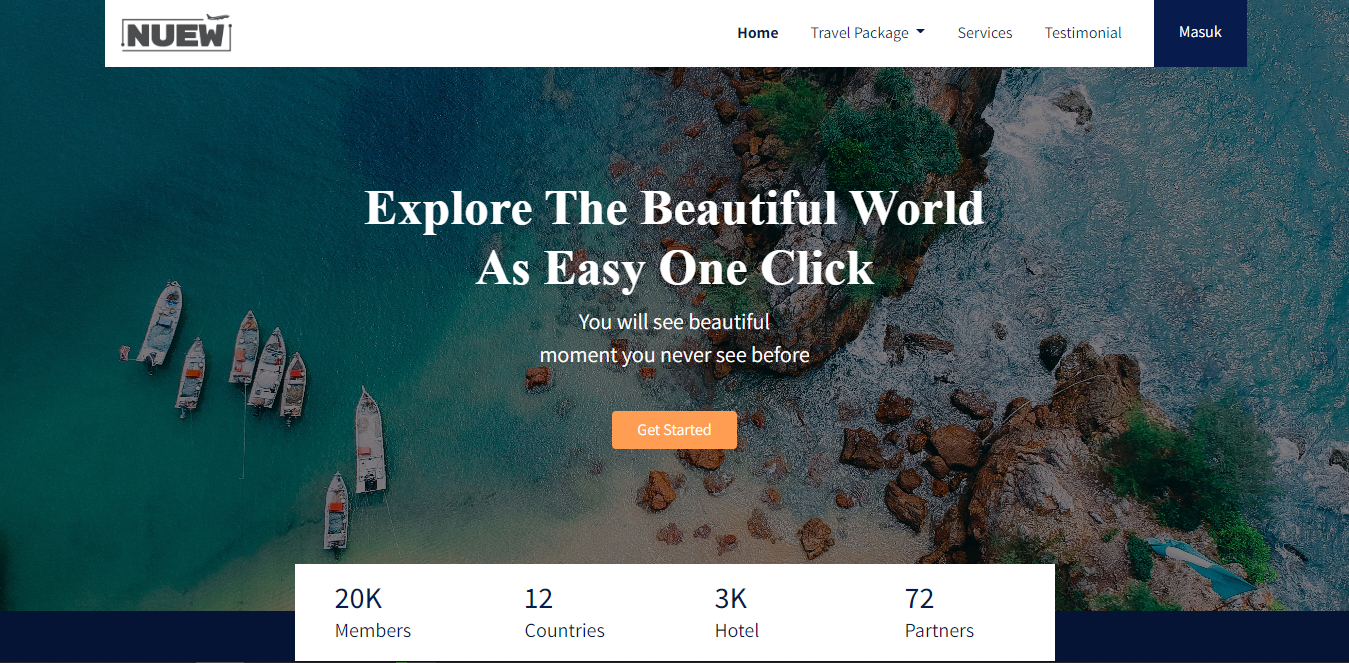 NUEW
Home
Travel Package
Services
Testimonial
Masuk
Explore The Beautiful World
As Easy One Click
You will see beautiful
moment you never see before
Get Started
20K
Members
12
Countries
3K
Hotel
72
Partners